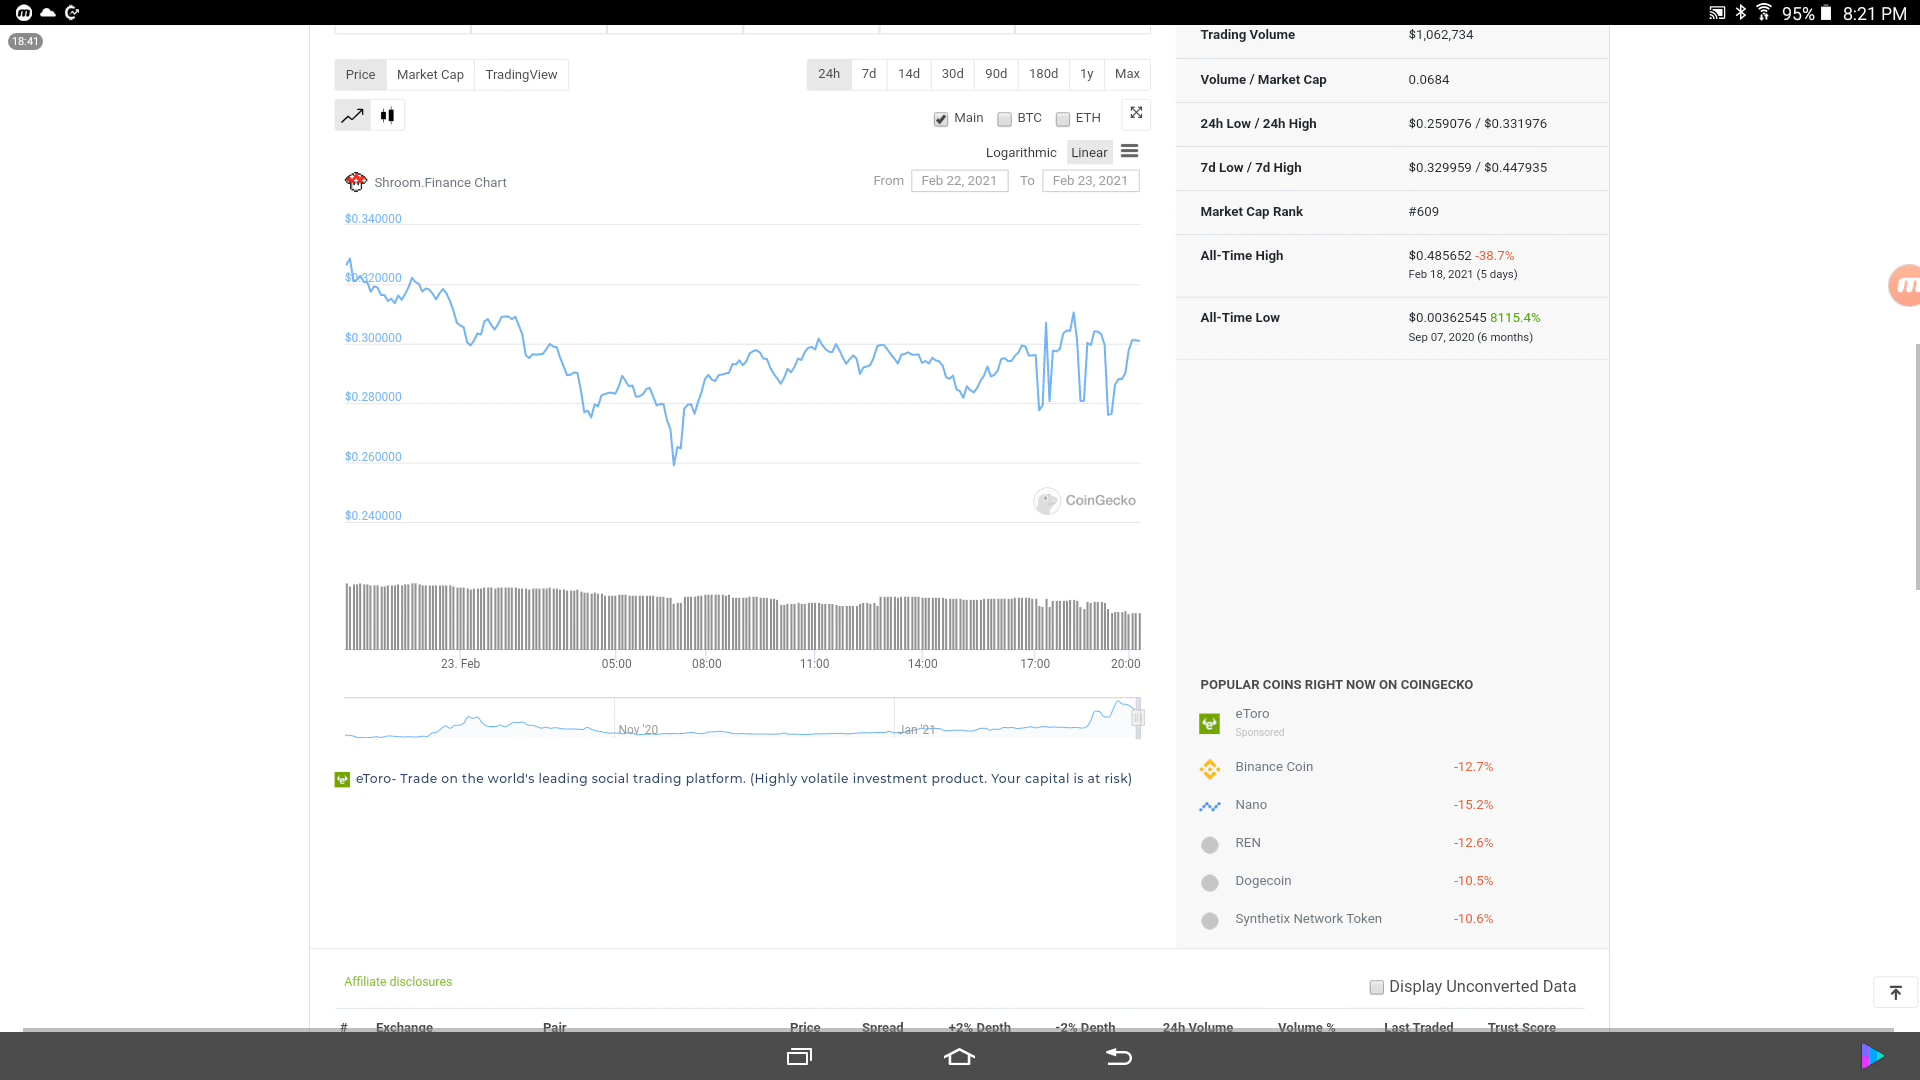 95% 8:21 PM
18:41
Trading Volume $1,062,734
Price Market Cap TradingView 24h 7d 14d 30d 90d 180d 1y Max
Volume / Market Cap 0.0684
Main BTC ETH
24h Low / 24h High $0.259076 / $0.331976
Logarithmic Linear
7d Low / 7d High $0.329959 / $0.447935
Shroom.Finance Chart From Feb 22, 2021 To Feb 23, 2021
Market Cap Rank #609
All-Time High $0.485652 -38.7%
Feb 18, 2021 (5 days)
All-Time Low $0.00362545 8115.4%
Sep 07, 2020 (6 months)
$0.340000
$0.320000
$0.300000
$0.280000
$0.260000
CoinGecko
$0.240000
23. Feb 05:00 08:00 11:00 14:00 17:00 20:00
Nov '20 Jan '21
eToro- Trade on the world's leading social trading platform. (Highly volatile investment product. Your capital is at risk)
POPULAR COINS RIGHT NOW ON COINGECKO
eToro
Sponsored
Binance Coin -12.7%
Nano -15.2%
REN -12.6%
Dogecoin -10.5%
Synthetix Network Token -10.6%
Affiliate disclosures
Display Unconverted Data
# Exchange Pair Price Spread +2% Depth -2% Depth 24h Volume Volume % Last Traded Trust Score